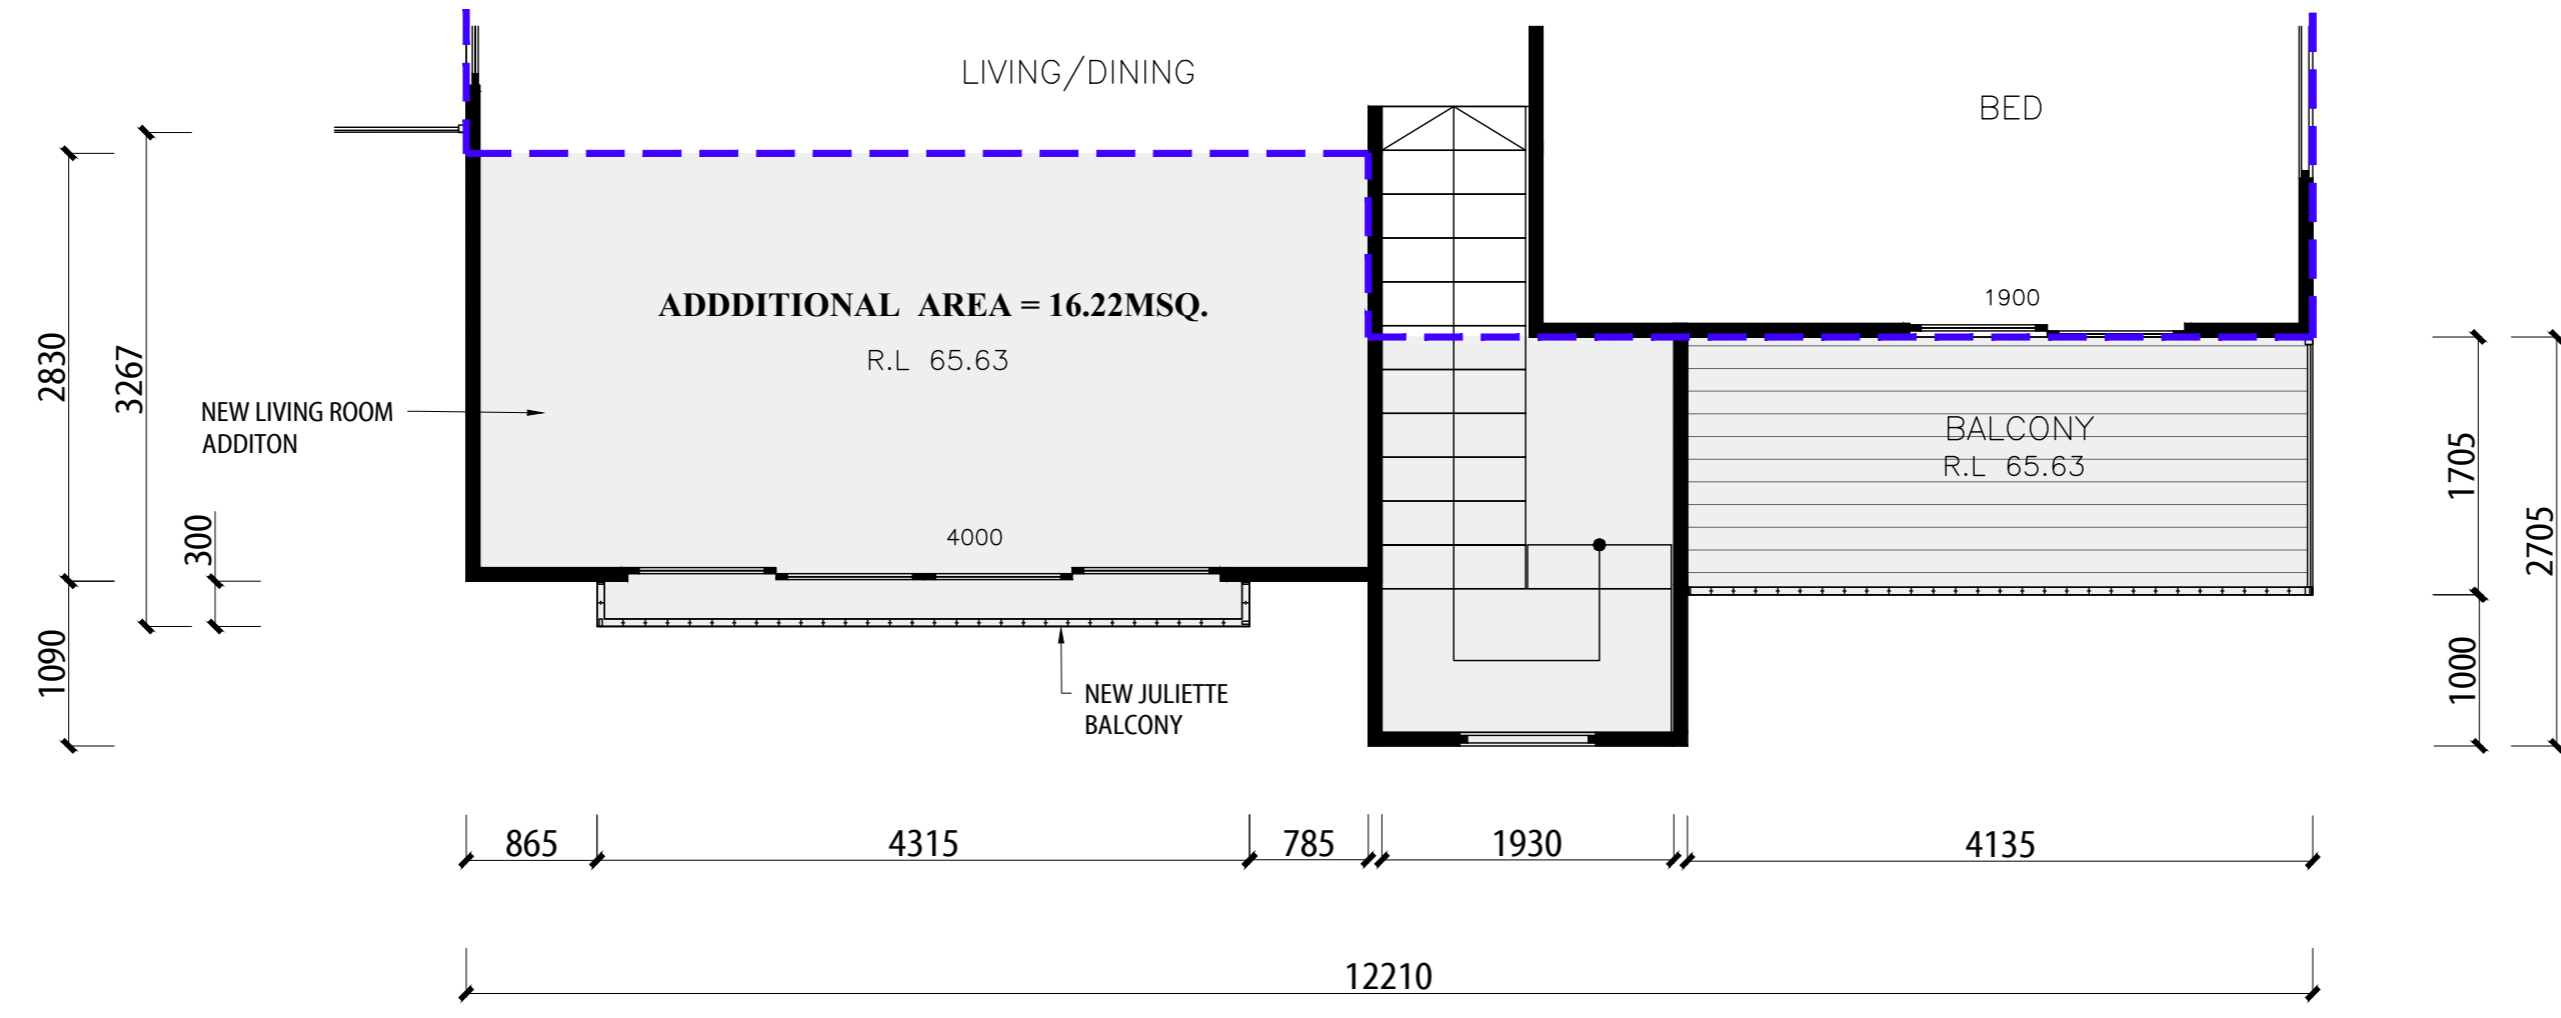 LIVING/DINING
BED
1900
ADDDITIONAL AREA = 16.22MSQ.
R.L 65.63
2830
3267
NEW LIVING ROOM
ADDITON
BALCONY
R.L 65.63
1705
2705
300
4000
1090
NEW JULIETTE
BALCONY
1000
865
4315
785
1930
4135
12210